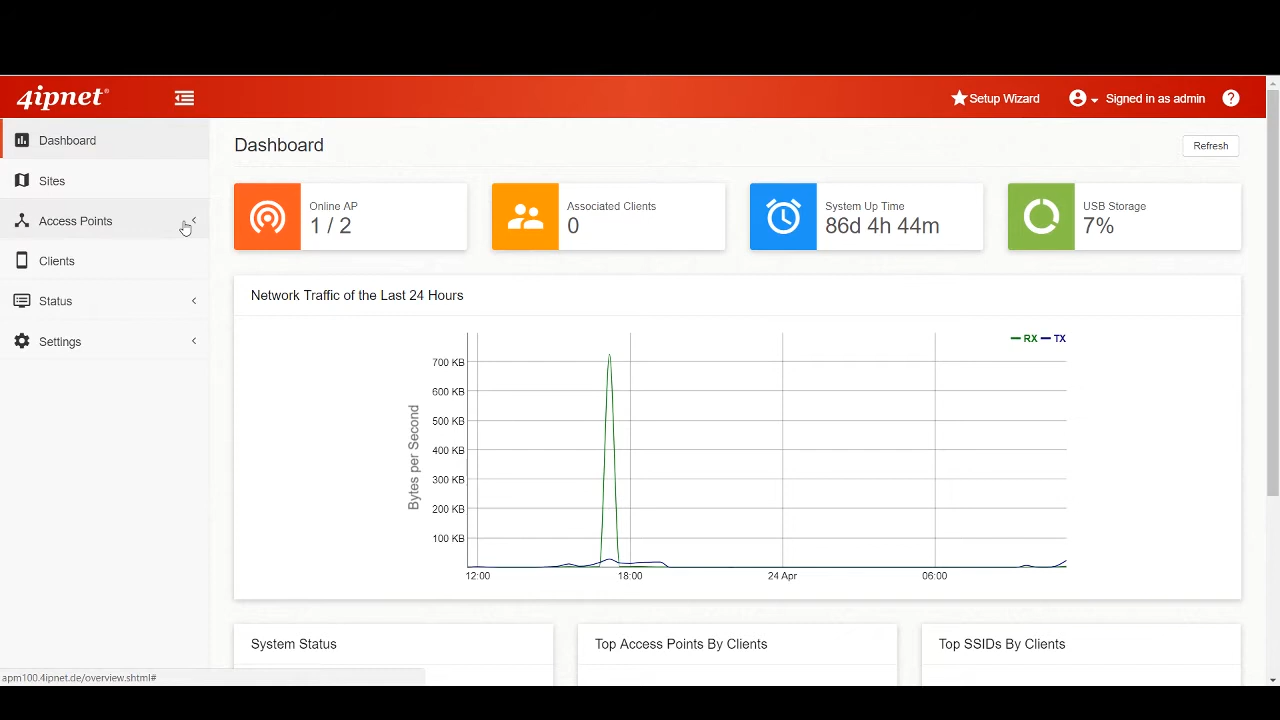 4ipnet®
Setup Wizard
Signed in as admin
?
Dashboard
Sites
Access Points
Clients
Status
Settings
Dashboard
Refresh
Online AP
1 / 2
Associated Clients
0
System Up Time
86d 4h 44m
USB Storage
7%
Network Traffic of the Last 24 Hours
RX TX
Bytes per Second
700 KB
600 KB
500 KB
400 KB
300 KB
200 KB
100 KB
12:00 18:00 24 Apr 06:00
System Status
Top Access Points By Clients
Top SSIDs By Clients
apm100.4ipnet.de/overview.shtml#